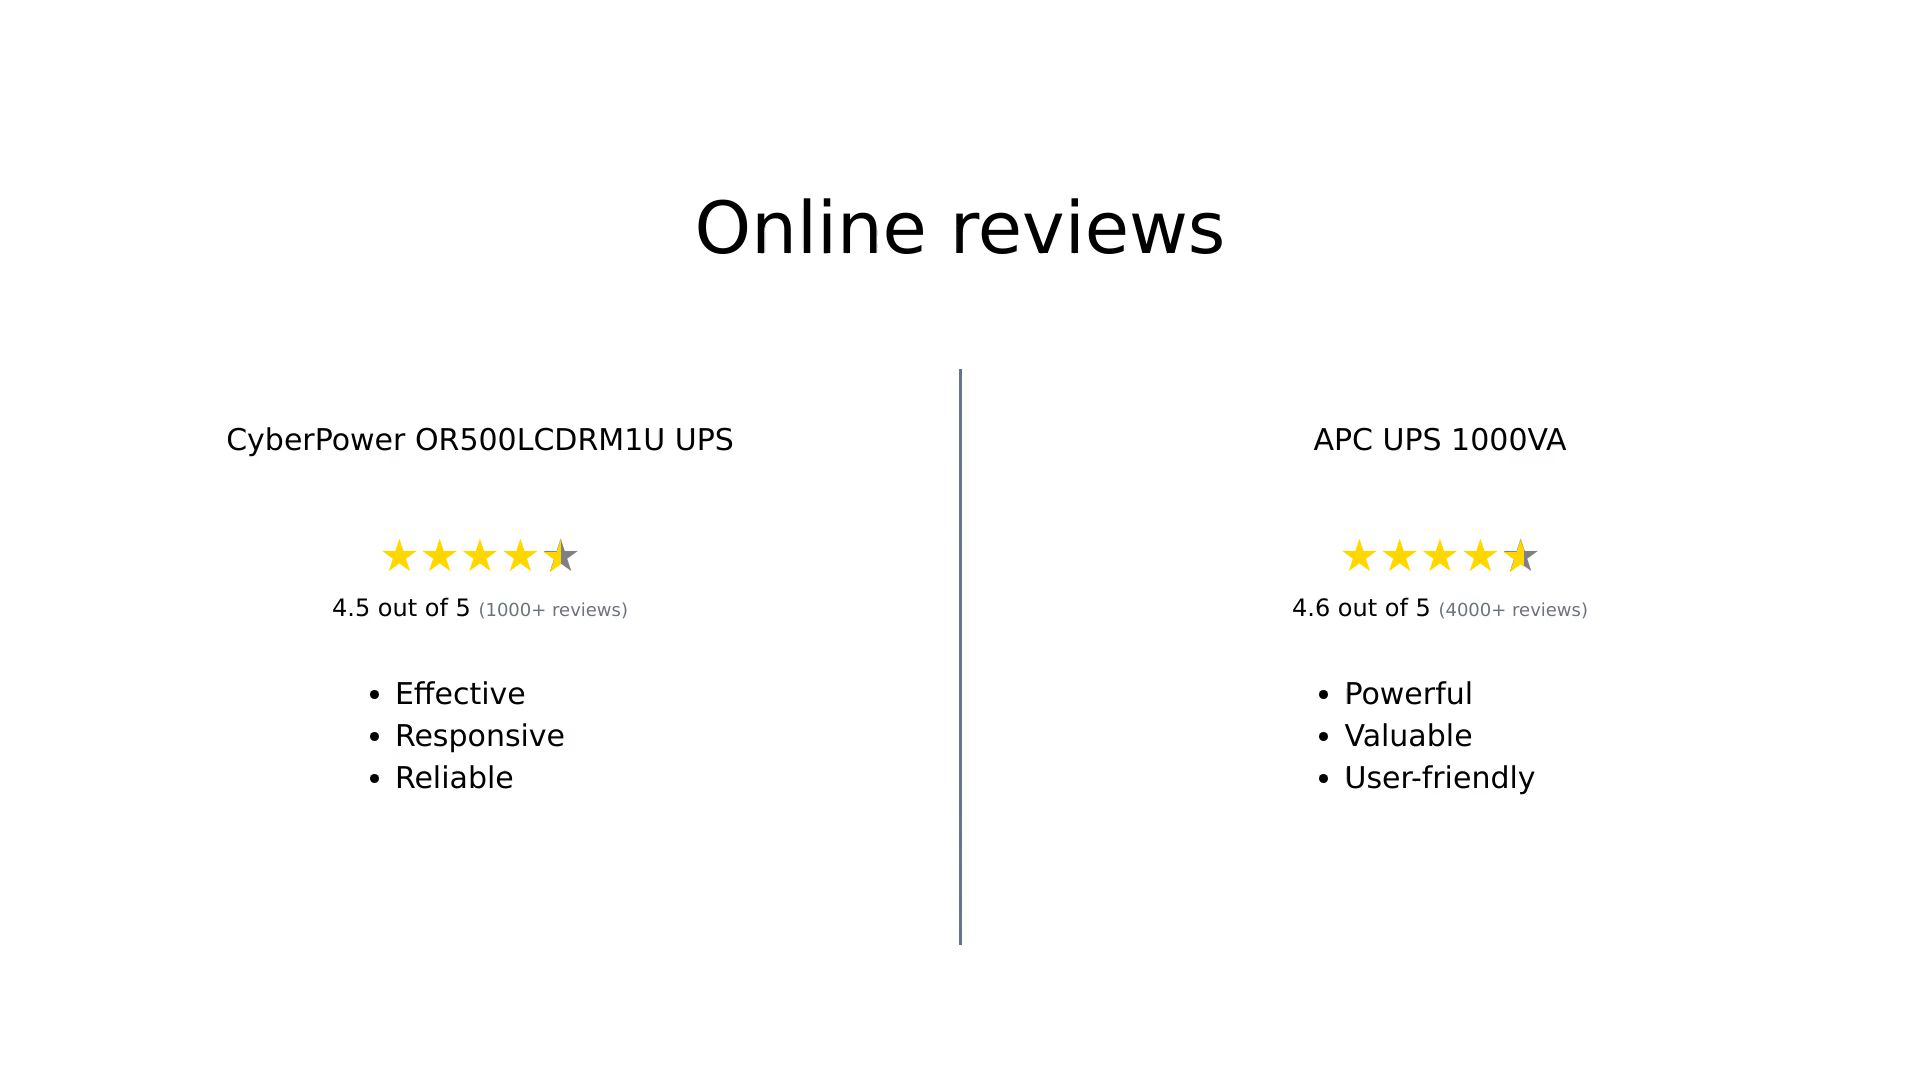 Online reviews
CyberPower OR500LCDRM1U UPS
4.5 out of 5 (1000+ reviews)
• Effective
• Responsive
• Reliable
APC UPS 1000VA
4.6 out of 5 (4000+ reviews)
• Powerful
• Valuable
• User-friendly